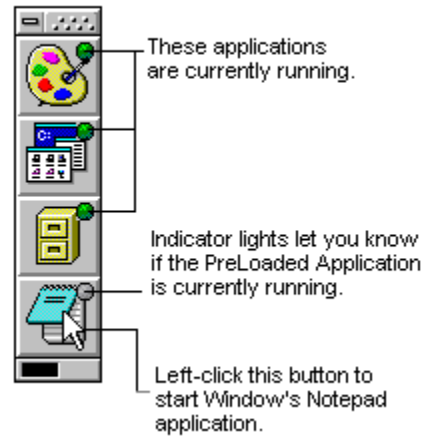 These applications
are currently running.
C:
Indicator lights let you know
if the PreLoaded Application
is currently running.
Left-click this button to
start Window's Notepad
application.